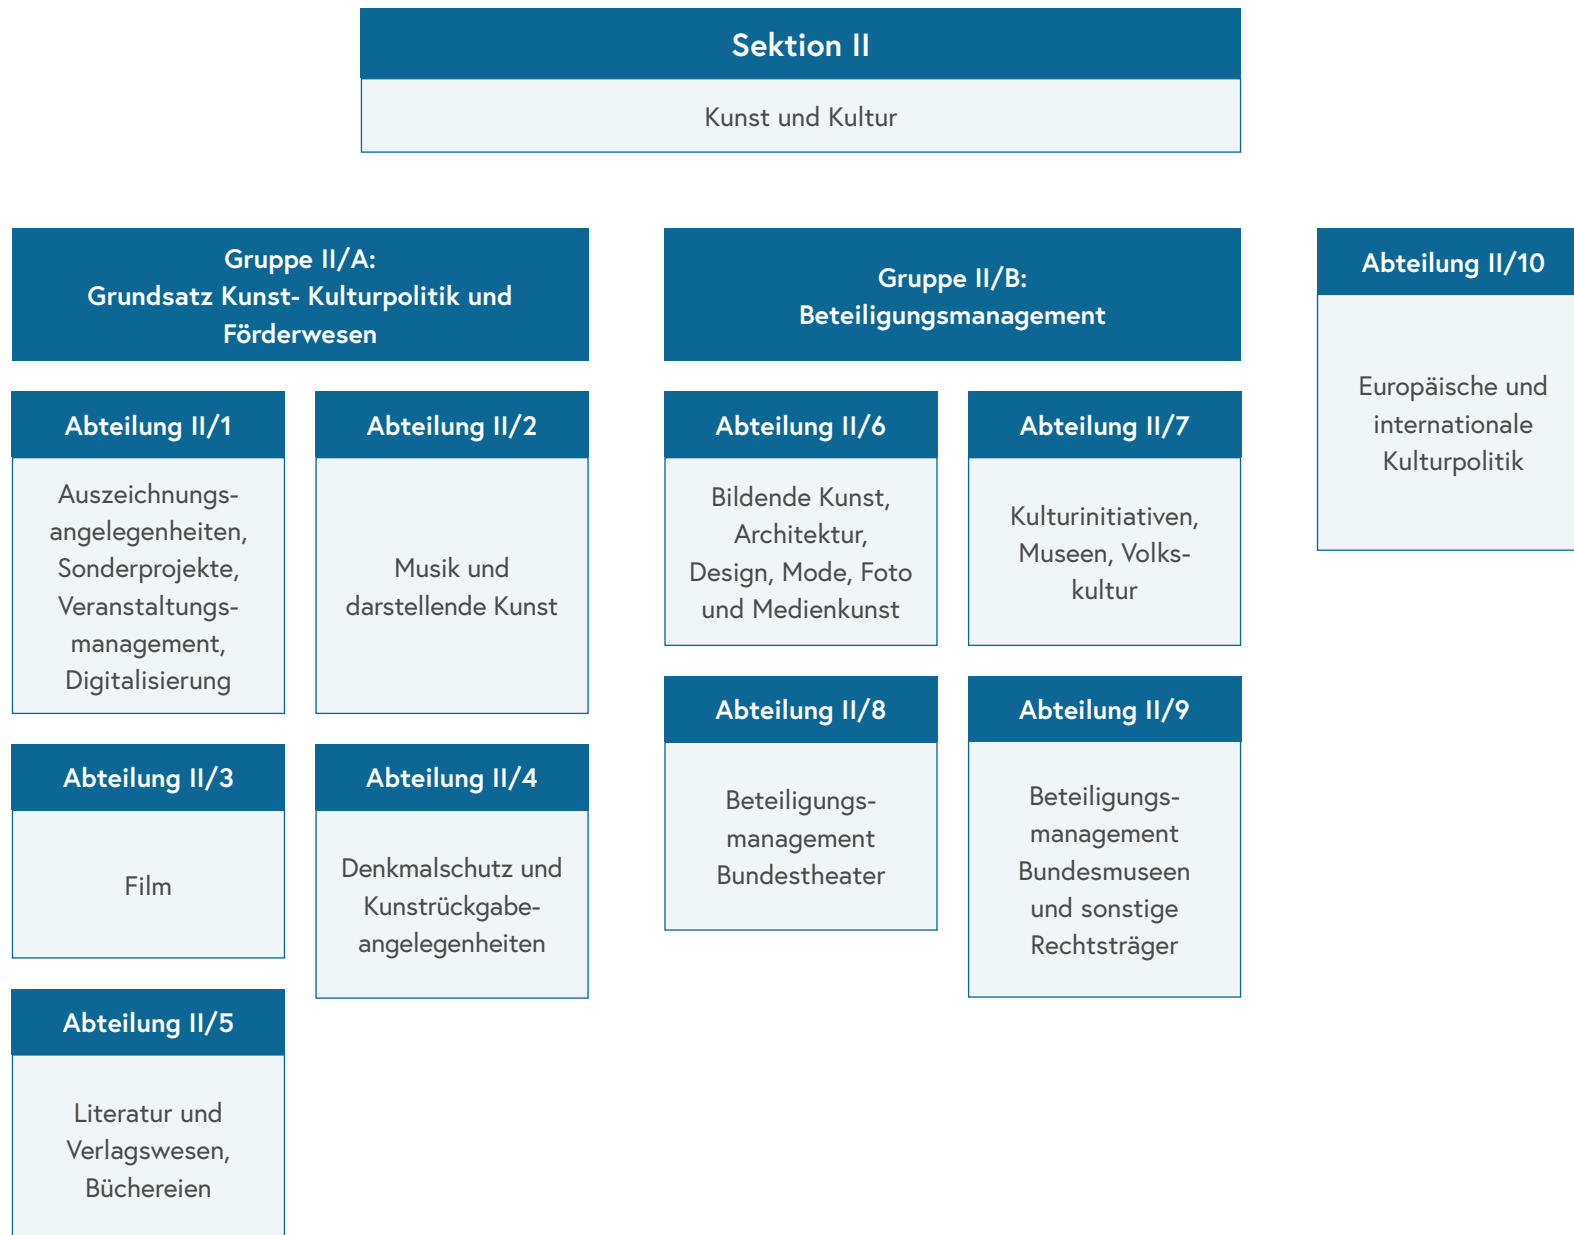 Sektion II
Kunst und Kultur
Gruppe II/A:
Grundsatz Kunst- Kulturpolitik und
Förderwesen
Abteilung II/1
Auszeichnungs-
angelegenheiten,
Sonderprojekte,
Veranstaltungs-
management,
Digitalisierung
Abteilung II/2
Musik und
darstellende Kunst
Abteilung II/3
Film
Abteilung II/4
Denkmalschutz und
Kunstrückgabe-
angelegenheiten
Abteilung II/5
Literatur und
Verlagswesen,
Büchereien
Gruppe II/B:
Beteiligungsmanagement
Abteilung II/6
Bildende Kunst,
Architektur,
Design, Mode, Foto
und Medienkunst
Abteilung II/7
Kulturinitiativen,
Museen, Volks-
kultur
Abteilung II/8
Beteiligungs-
management
Bundestheater
Abteilung II/9
Beteiligungs-
management
Bundesmuseen
und sonstige
Rechtsträger
Abteilung II/10
Europäische und
internationale
Kulturpolitik